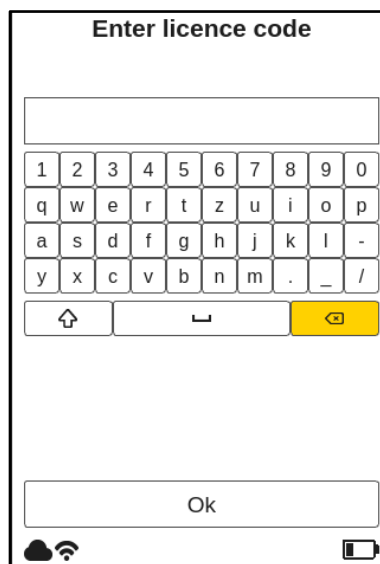 Enter licence code
1 2 3 4 5 6 7 8 9 0
q w e r t z u i o p
a s d f g h j k l -
y x c v b n m . _ /
Ok